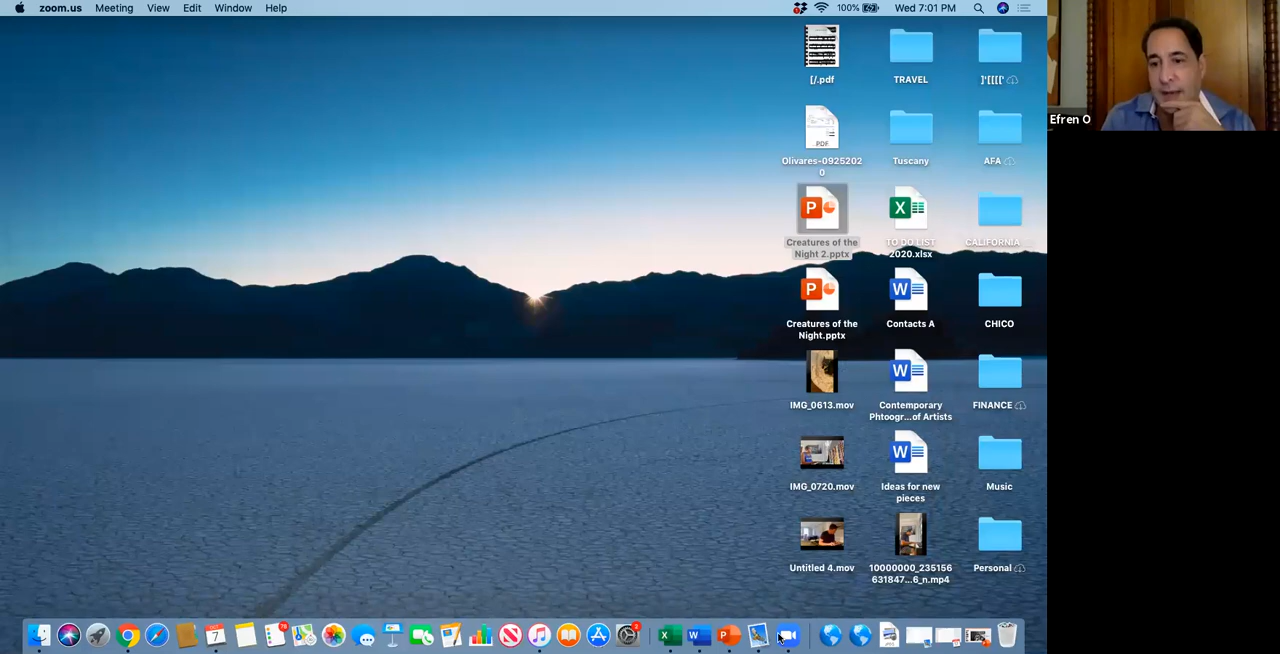 zoom.us Meeting View Edit Window Help
100% Wed 7:01 PM
[/.pdf
TRAVEL
]'[[[['
PDF
Olivares-0925202
0
Tuscany
AFA
Creatures of the
Night 2.pptx
TO DO LIST
2020.xlsx
CALIFORNIA
Creatures of the
Night.pptx
Contacts A
CHICO
IMG_0613.mov
Contemporary
Phtoogr...of Artists
FINANCE
IMG_0720.mov
Ideas for new
pieces
Music
Untitled 4.mov
10000000_235156
631847...6_n.mp4
Personal
Efren O